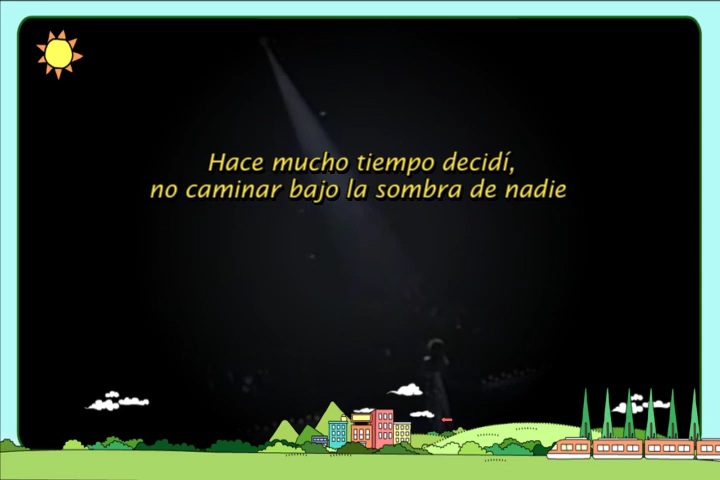 Hace mucho tiempo decidí,
no caminar bajo la sombra de nadie